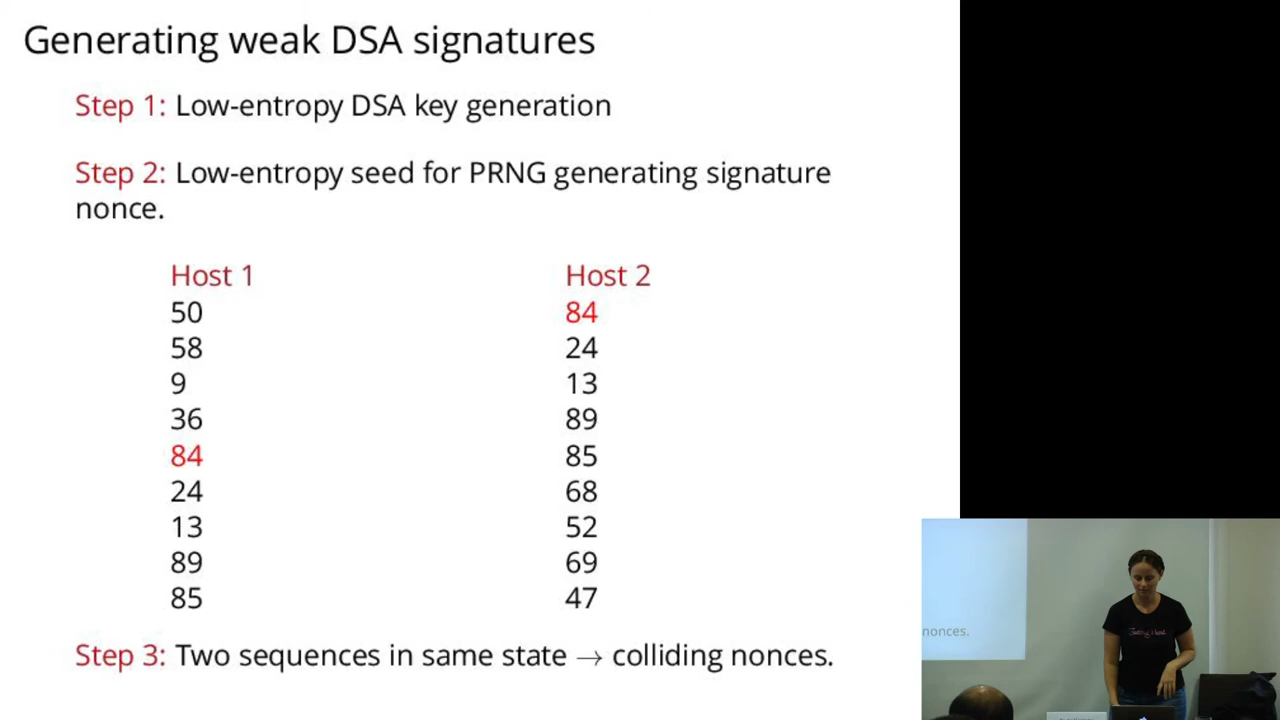 Generating weak DSA signatures
Step 1: Low-entropy DSA key generation
Step 2: Low-entropy seed for PRNG generating signature
nonce.
Host 1 Host 2
50 84
58 24
9 13
36 89
84 85
24 68
13 52
89 69
85 47
Step 3: Two sequences in same state → colliding nonces.
nonces.